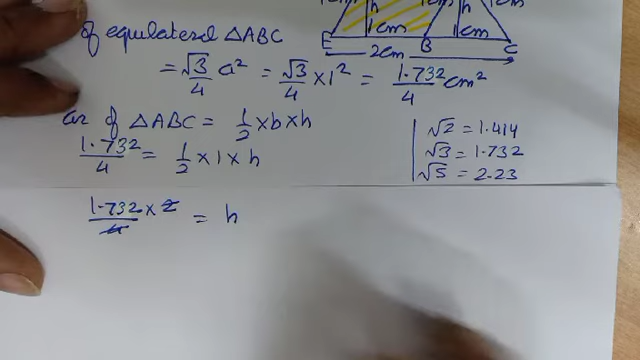 h h
1cm 1cm
E B C
2cm
of equilateral △ABC
= √3/4 a² = √3/4 × 1² = 1.732/4 cm²
ar of △ABC = 1/2 × b × h
1.732/4 = 1/2 × 1 × h
√2 = 1.414
√3 = 1.732
√5 = 2.23
1.732 × 2/4 = h